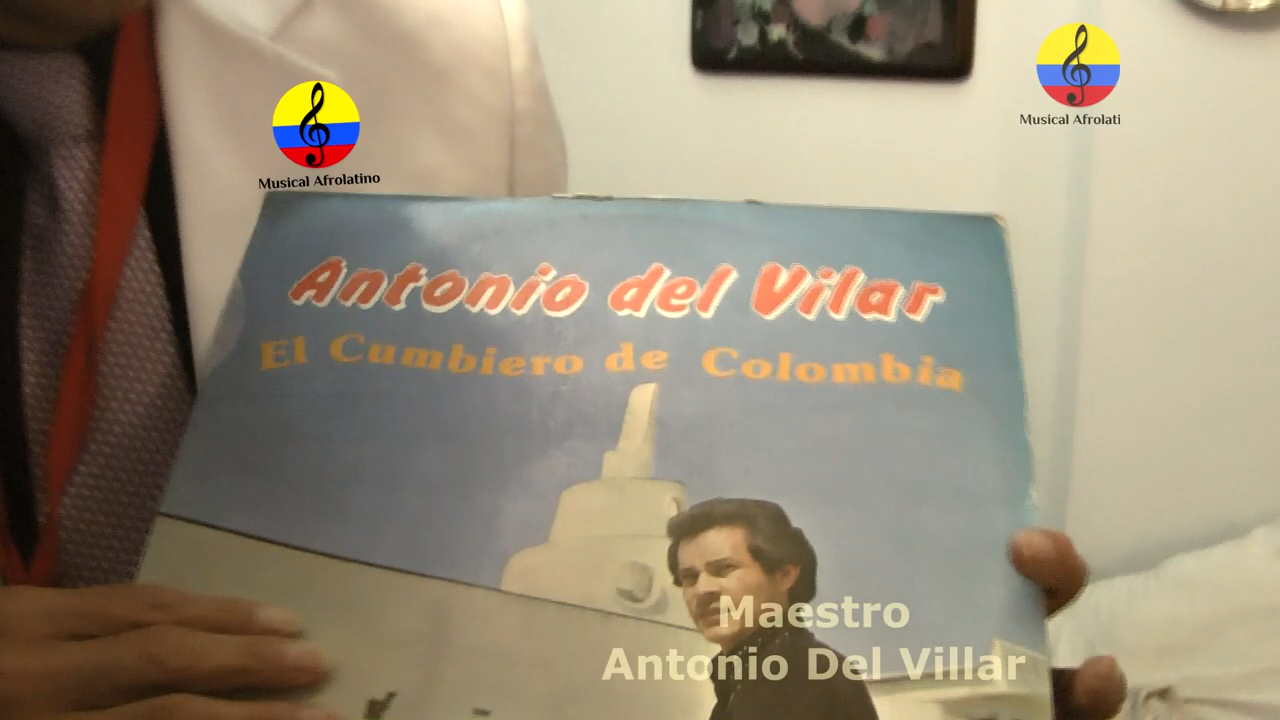 Musical Afrolati
Musical Afrolatino
Antonio del Vilar
El Cumbiero de Colombia
Maestro
Antonio Del Villar